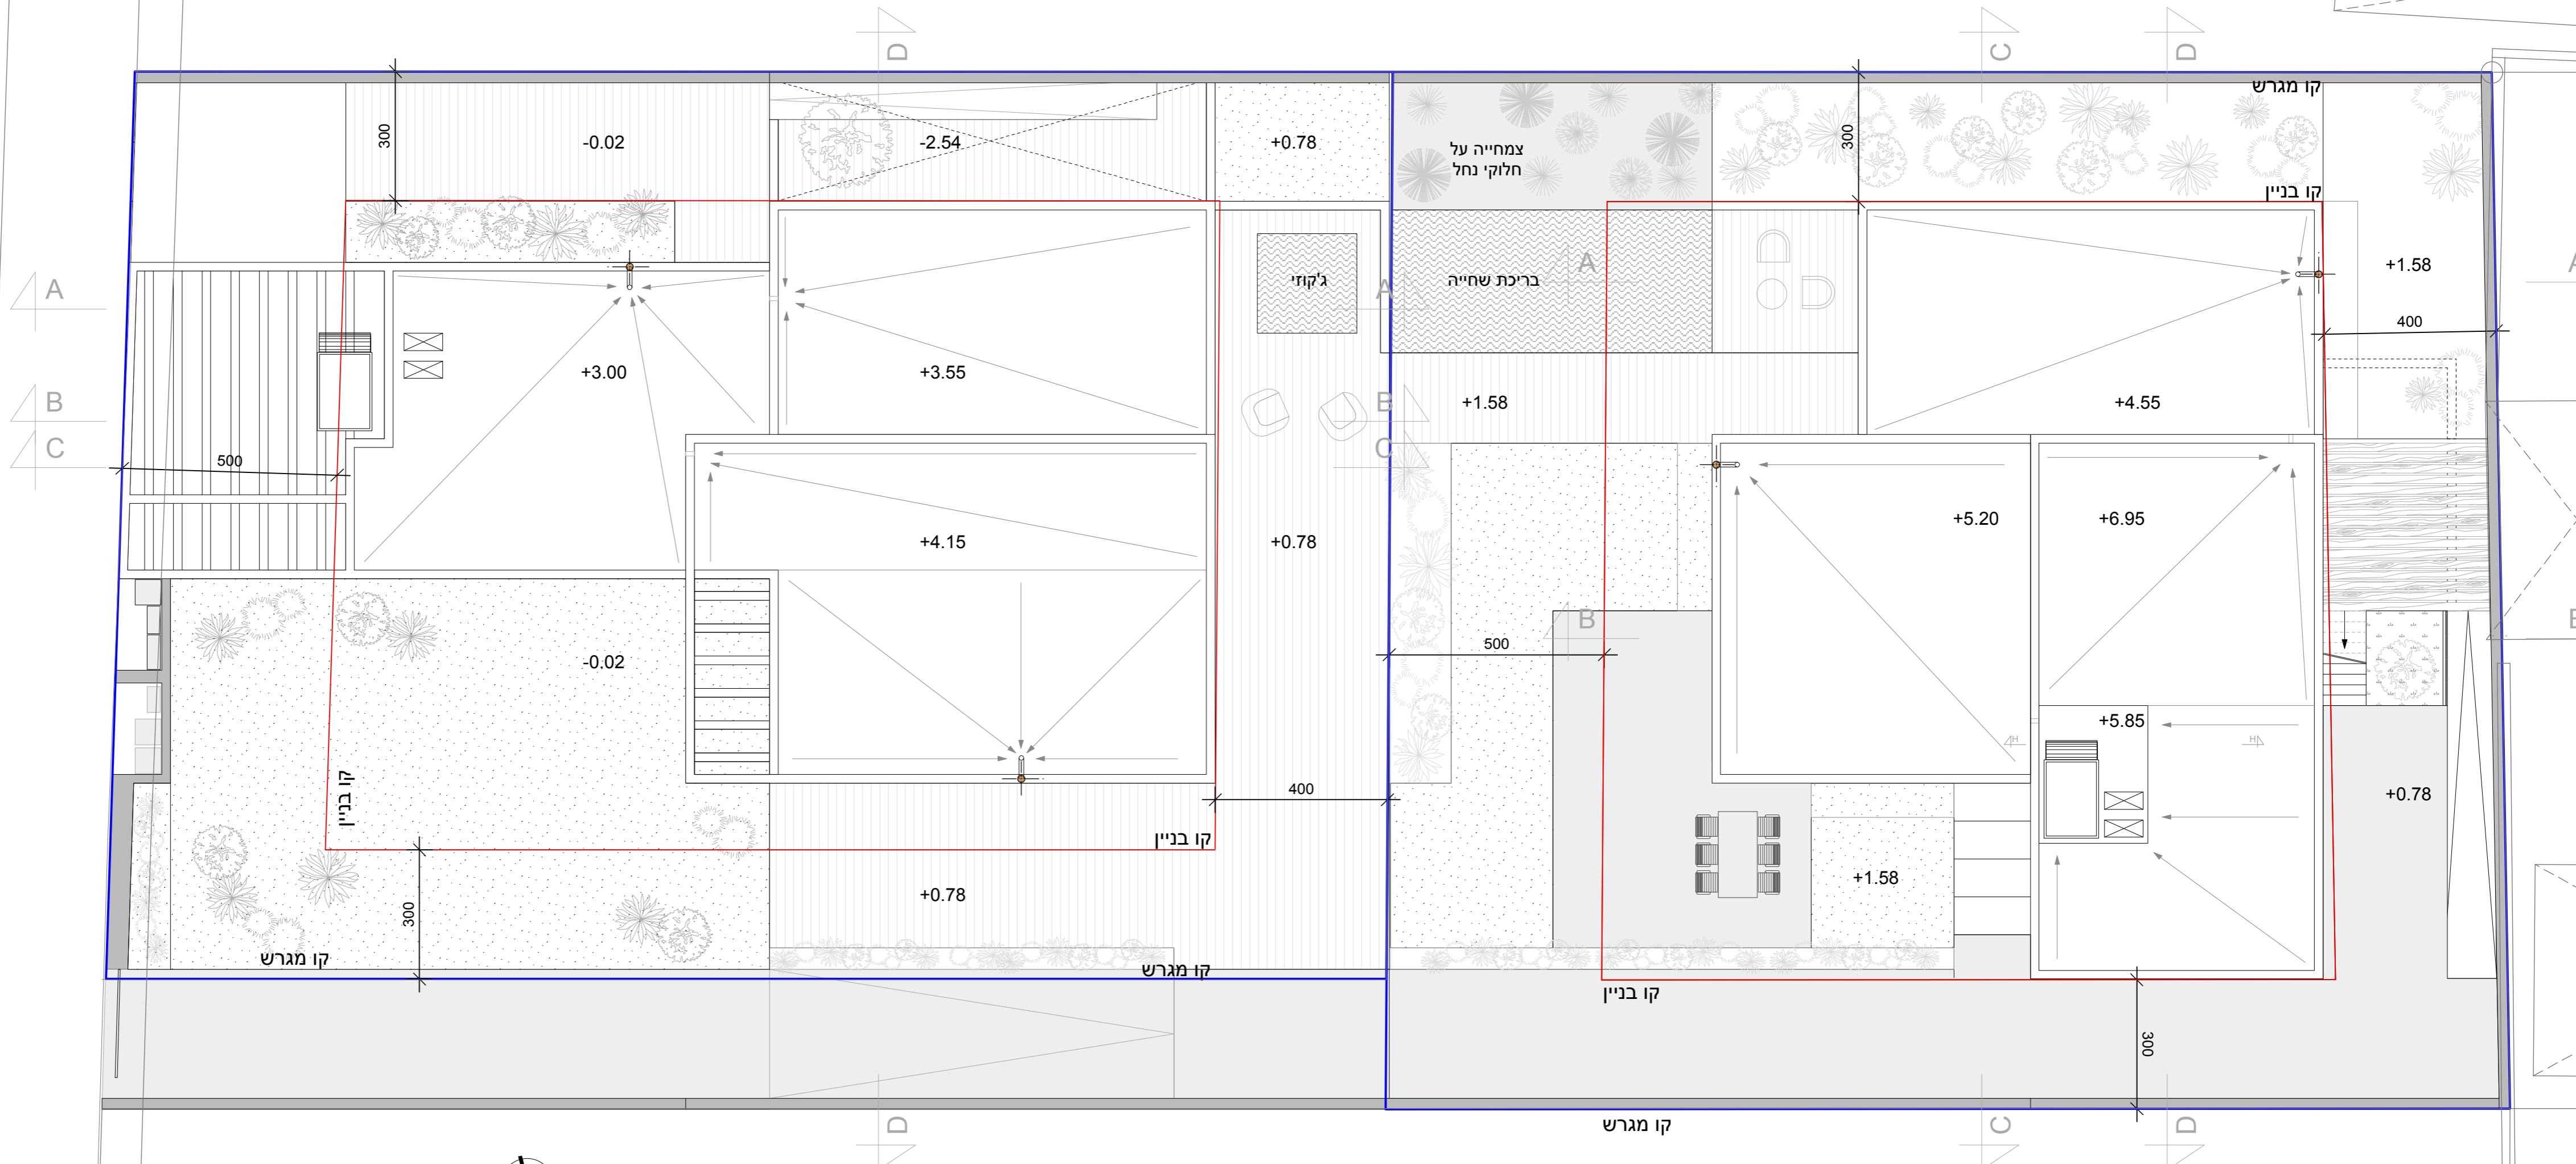 D
C
D
קו מגרש
300
-0.02
-2.54
+0.78
צמחייה על
חלוקי נחל
300
קו בניין
A
ג'קוזי
A
בריכת שחייה
A
+1.58
A
400
+3.00
+3.55
B
B
+1.58
+4.55
C
500
C
+4.15
+0.78
+5.20
+6.95
B
B
-0.02
500
+5.85
H
H
קו בניין
400
+0.78
קו בניין
+0.78
300
+1.58
קו מגרש
קו מגרש
קו בניין
300
D
קו מגרש
C
D